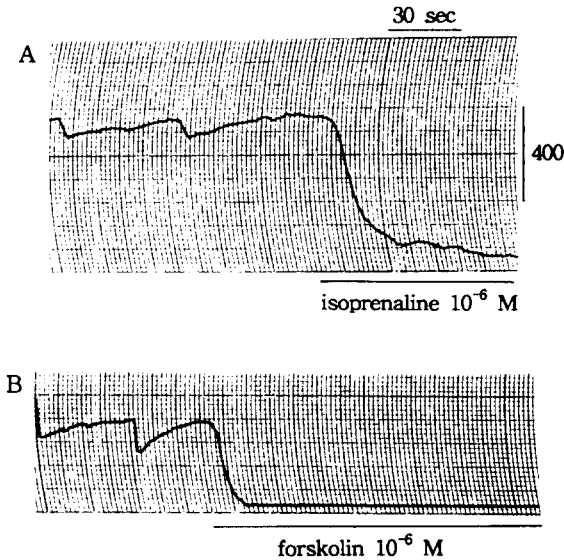 30 sec
A
400
isoprenaline 10⁻⁶ M
B
forskolin 10⁻⁶ M